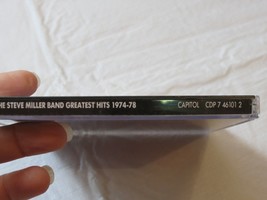 HE STEVE MILLER BAND GREATEST HITS 1974-78 CAPITOL CDP 7 46101 2